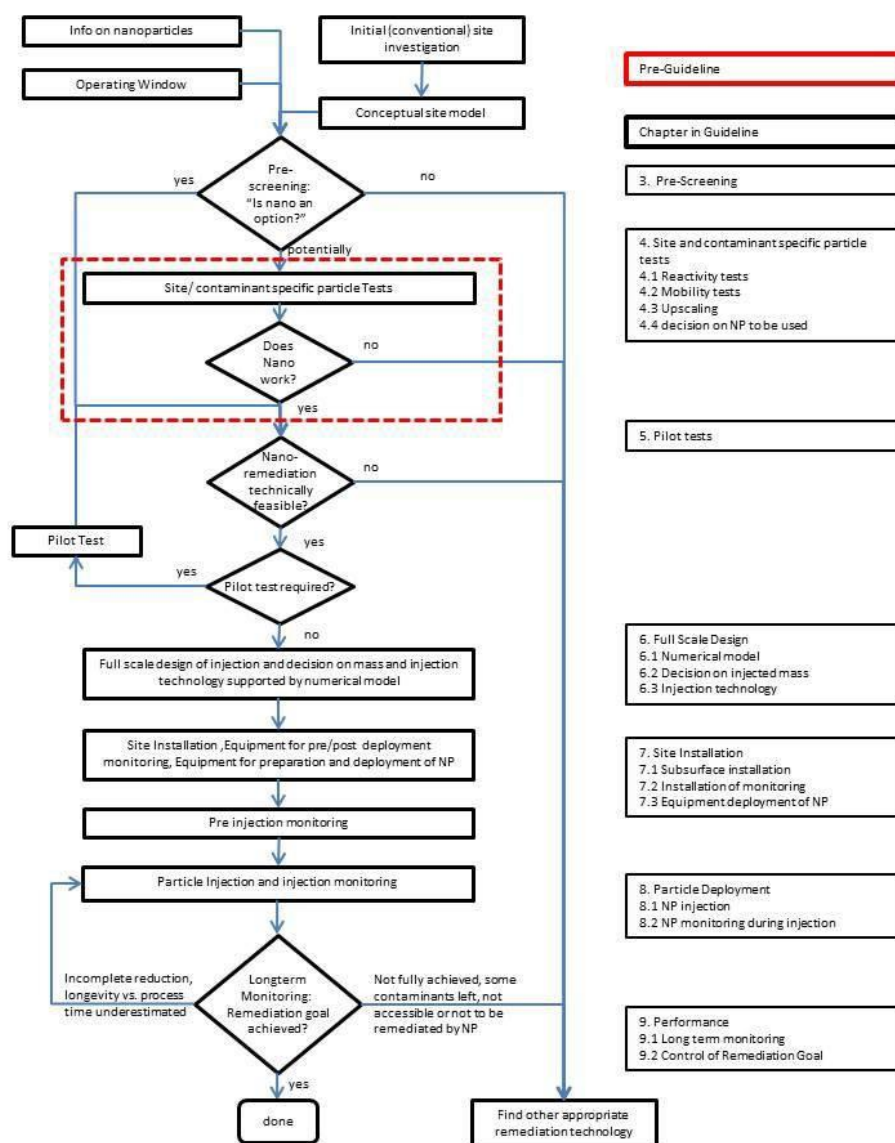 Info on nanoparticles
Initial (conventional) site
investigation
Operating Window
Conceptual site model
Pre-
screening:
“Is nano an
option?”
yes
no
potentially
Site/ contaminant specific particle Tests
Does
Nano
work?
no
yes
Nano-
remediation
technically
feasible?
no
yes
Pilot Test
yes
Pilot test required?
no
Full scale design of injection and decision on mass and injection
technology supported by numerical model
Site Installation ,Equipment for pre/post deployment
monitoring, Equipment for preparation and deployment of NP
Pre injection monitoring
Particle Injection and injection monitoring
Incomplete reduction,
longevity vs. process
time underestimated
Longterm
Monitoring:
Remediation goal
achieved?
Not fully achieved, some
contaminants left, not
accessible or not to be
remediated by NP
yes
done
Find other appropriate
remediation technology
Pre-Guideline
Chapter in Guideline
3. Pre-Screening
4. Site and contaminant specific particle
tests
4.1 Reactivity tests
4.2 Mobility tests
4.3 Upscaling
4.4 decision on NP to be used
5. Pilot tests
6. Full Scale Design
6.1 Numerical model
6.2 Decision on injected mass
6.3 Injection technology
7. Site Installation
7.1 Subsurface installation
7.2 Installation of monitoring
7.3 Equipment deployment of NP
8. Particle Deployment
8.1 NP injection
8.2 NP monitoring during injection
9. Performance
9.1 Long term monitoring
9.2 Control of Remediation Goal